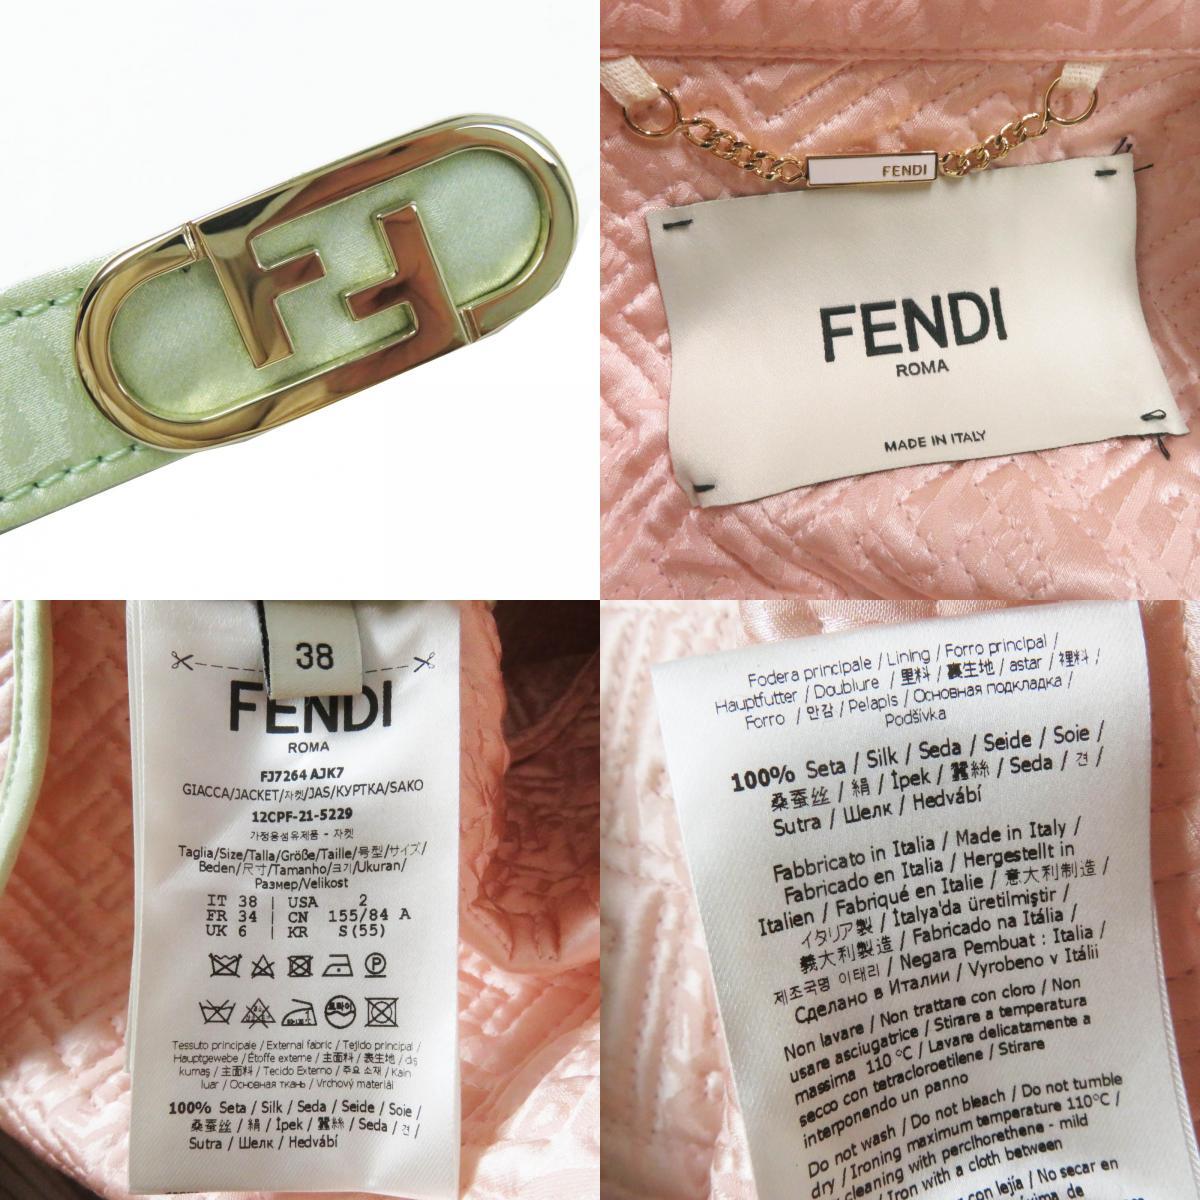 FENDI
FENDI
ROMA
MADE IN ITALY
38
FENDI
ROMA
FJ7264 AJK7
GIACCA/JACKET/자켓/JAS/КУРТКА/SAKO
12CPF-21-5229
가정용섬유제품 - 자켓
Taglia/Size/Talla/Größe/Taille/号型/サイズ/
Beden/尺寸/Tamanho/크기/Ukuran/
Размер/Velikost
IT 38 | USA 2
FR 34 | CN 155/84 A
UK 6 | KR S(55)
드라이
Tessuto principale / External fabric / Tejido principal /
Hauptgewebe / Étoffe externe / 主面料 / 表生地 / dış
kumaş / 主面料 / Tecido Externo / 주요 소재 / Kain
luar / Основная ткань / Vrchový materiál
100% Seta / Silk / Seda / Seide / Soie /
桑蚕丝 / 絹 / İpek / 蠶絲 / Seda / 견 /
Sutra / Шелк / Hedvábí
Fodera principale / Lining / Forro principal /
Hauptfutter / Doublure / 里料 / 裏生地 / astar / 裡料 /
Forro / 안감 / Pelapis / Основная подкладка /
Podšívka
100% Seta / Silk / Seda / Seide / Soie /
桑蚕丝 / 絹 / İpek / 蠶絲 / Seda / 견 /
Sutra / Шелк / Hedvábí
Fabbricato in Italia / Made in Italy /
Fabricado en Italia / Hergestellt in
Italien / Fabriqué en Italie / 意大利制造 /
イタリア製 / İtalya'da üretilmiştir /
義大利製造 / Fabricado na Itália /
제조국명 이태리 / Negara Pembuat : Italia /
Сделано в Италии / Vyrobeno v Itálii
Non lavare / Non trattare con cloro / Non
usare asciugatrice / Stirare a temperatura
massima 110 °C / Lavare delicatamente a
secco con tetracloroetilene / Stirare
interponendo un panno
Do not wash / Do not bleach / Do not tumble
dry / Ironing maximum temperature 110°C /
cleaning with perclhorethene - mild
Iron with a cloth between
con lejía / No secar en
xima de